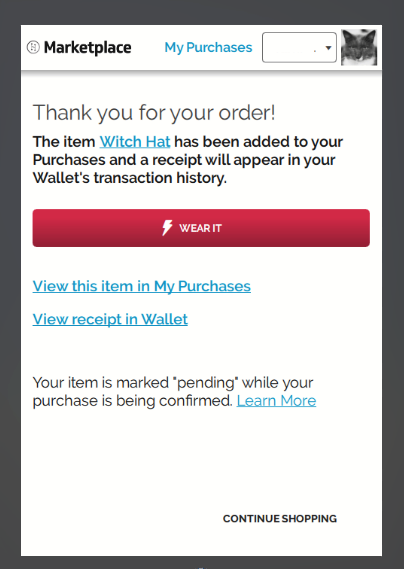 Marketplace My Purchases
Thank you for your order!
The item Witch Hat has been added to your
Purchases and a receipt will appear in your
Wallet's transaction history.
WEAR IT
View this item in My Purchases
View receipt in Wallet
Your item is marked "pending" while your
purchase is being confirmed. Learn More
CONTINUE SHOPPING